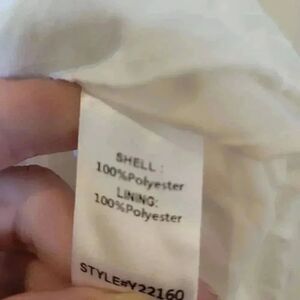 SHELL :
100%Polyester
LINING:
100%Polyester
STYLE#Y22160